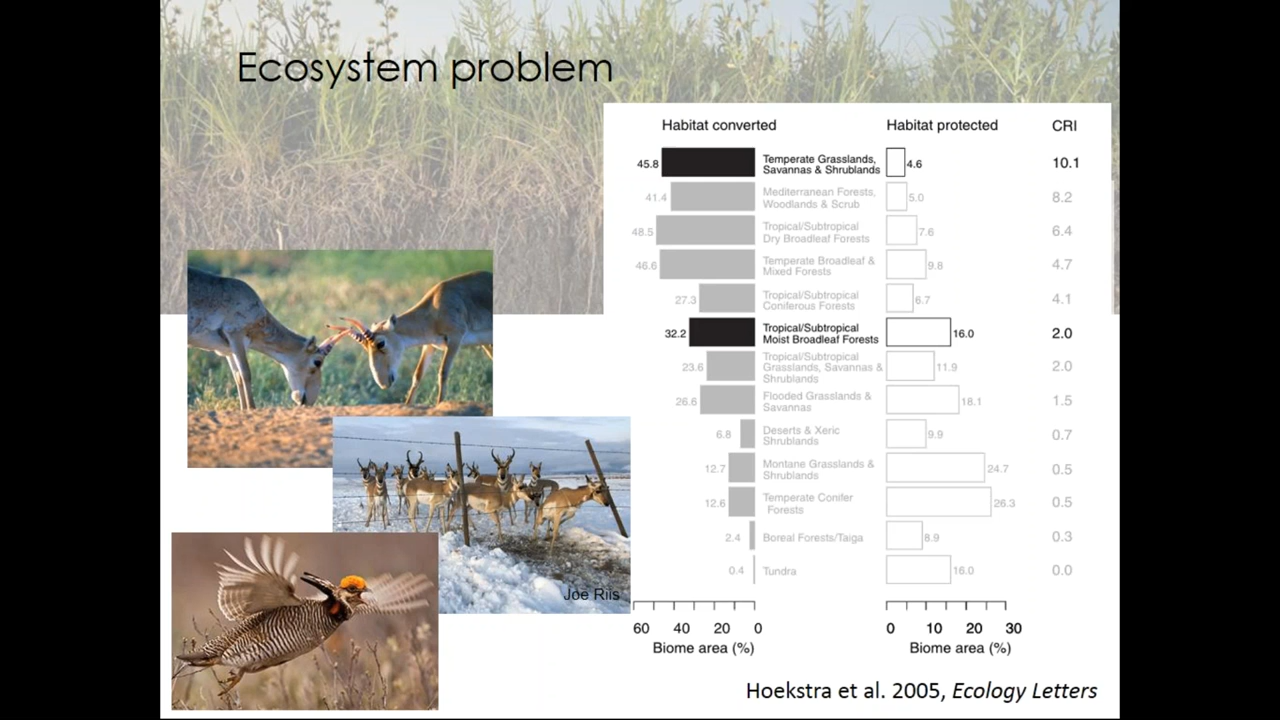 Ecosystem problem
Habitat converted
Habitat protected
CRI
45.8
Temperate Grasslands,
Savannas & Shrublands
4.6
10.1
41.4
Mediterranean Forests,
Woodlands & Scrub
5.0
8.2
48.5
Tropical/Subtropical
Dry Broadleaf Forests
7.6
6.4
46.6
Temperate Broadleaf &
Mixed Forests
9.8
4.7
27.3
Tropical/Subtropical
Coniferous Forests
6.7
4.1
32.2
Tropical/Subtropical
Moist Broadleaf Forests
16.0
2.0
23.6
Tropical/Subtropical
Grasslands, Savannas &
Shrublands
11.9
2.0
26.6
Flooded Grasslands &
Savannas
18.1
1.5
6.8
Deserts & Xeric
Shrublands
9.9
0.7
12.7
Montane Grasslands &
Shrublands
24.7
0.5
12.6
Temperate Conifer
Forests
26.3
0.5
2.4
Boreal Forests/Taiga
8.9
0.3
0.4
Tundra
16.0
0.0
60 40 20 0
Biome area (%)
0 10 20 30
Biome area (%)
Joe Riis
Hoekstra et al. 2005, Ecology Letters